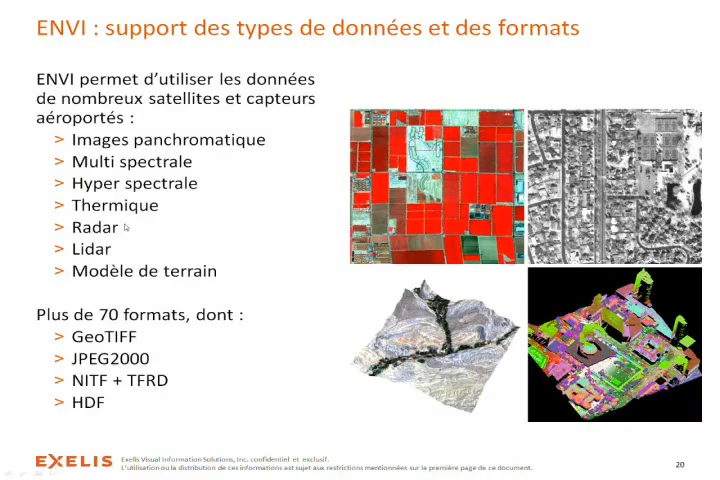 ENVI : support des types de données et des formats
ENVI permet d'utiliser les données
de nombreux satellites et capteurs
aéroportés :
> Images panchromatique
> Multi spectrale
> Hyper spectrale
> Thermique
> Radar
> Lidar
> Modèle de terrain
Plus de 70 formats, dont :
> GeoTIFF
> JPEG2000
> NITF + TFRD
> HDF
EXELIS
Exelis Visual Information Solutions, Inc. confidentiel et exclusif.
L'utilisation ou la distribution de ces informations est sujet aux restrictions mentionnées sur la première page de ce document.
20